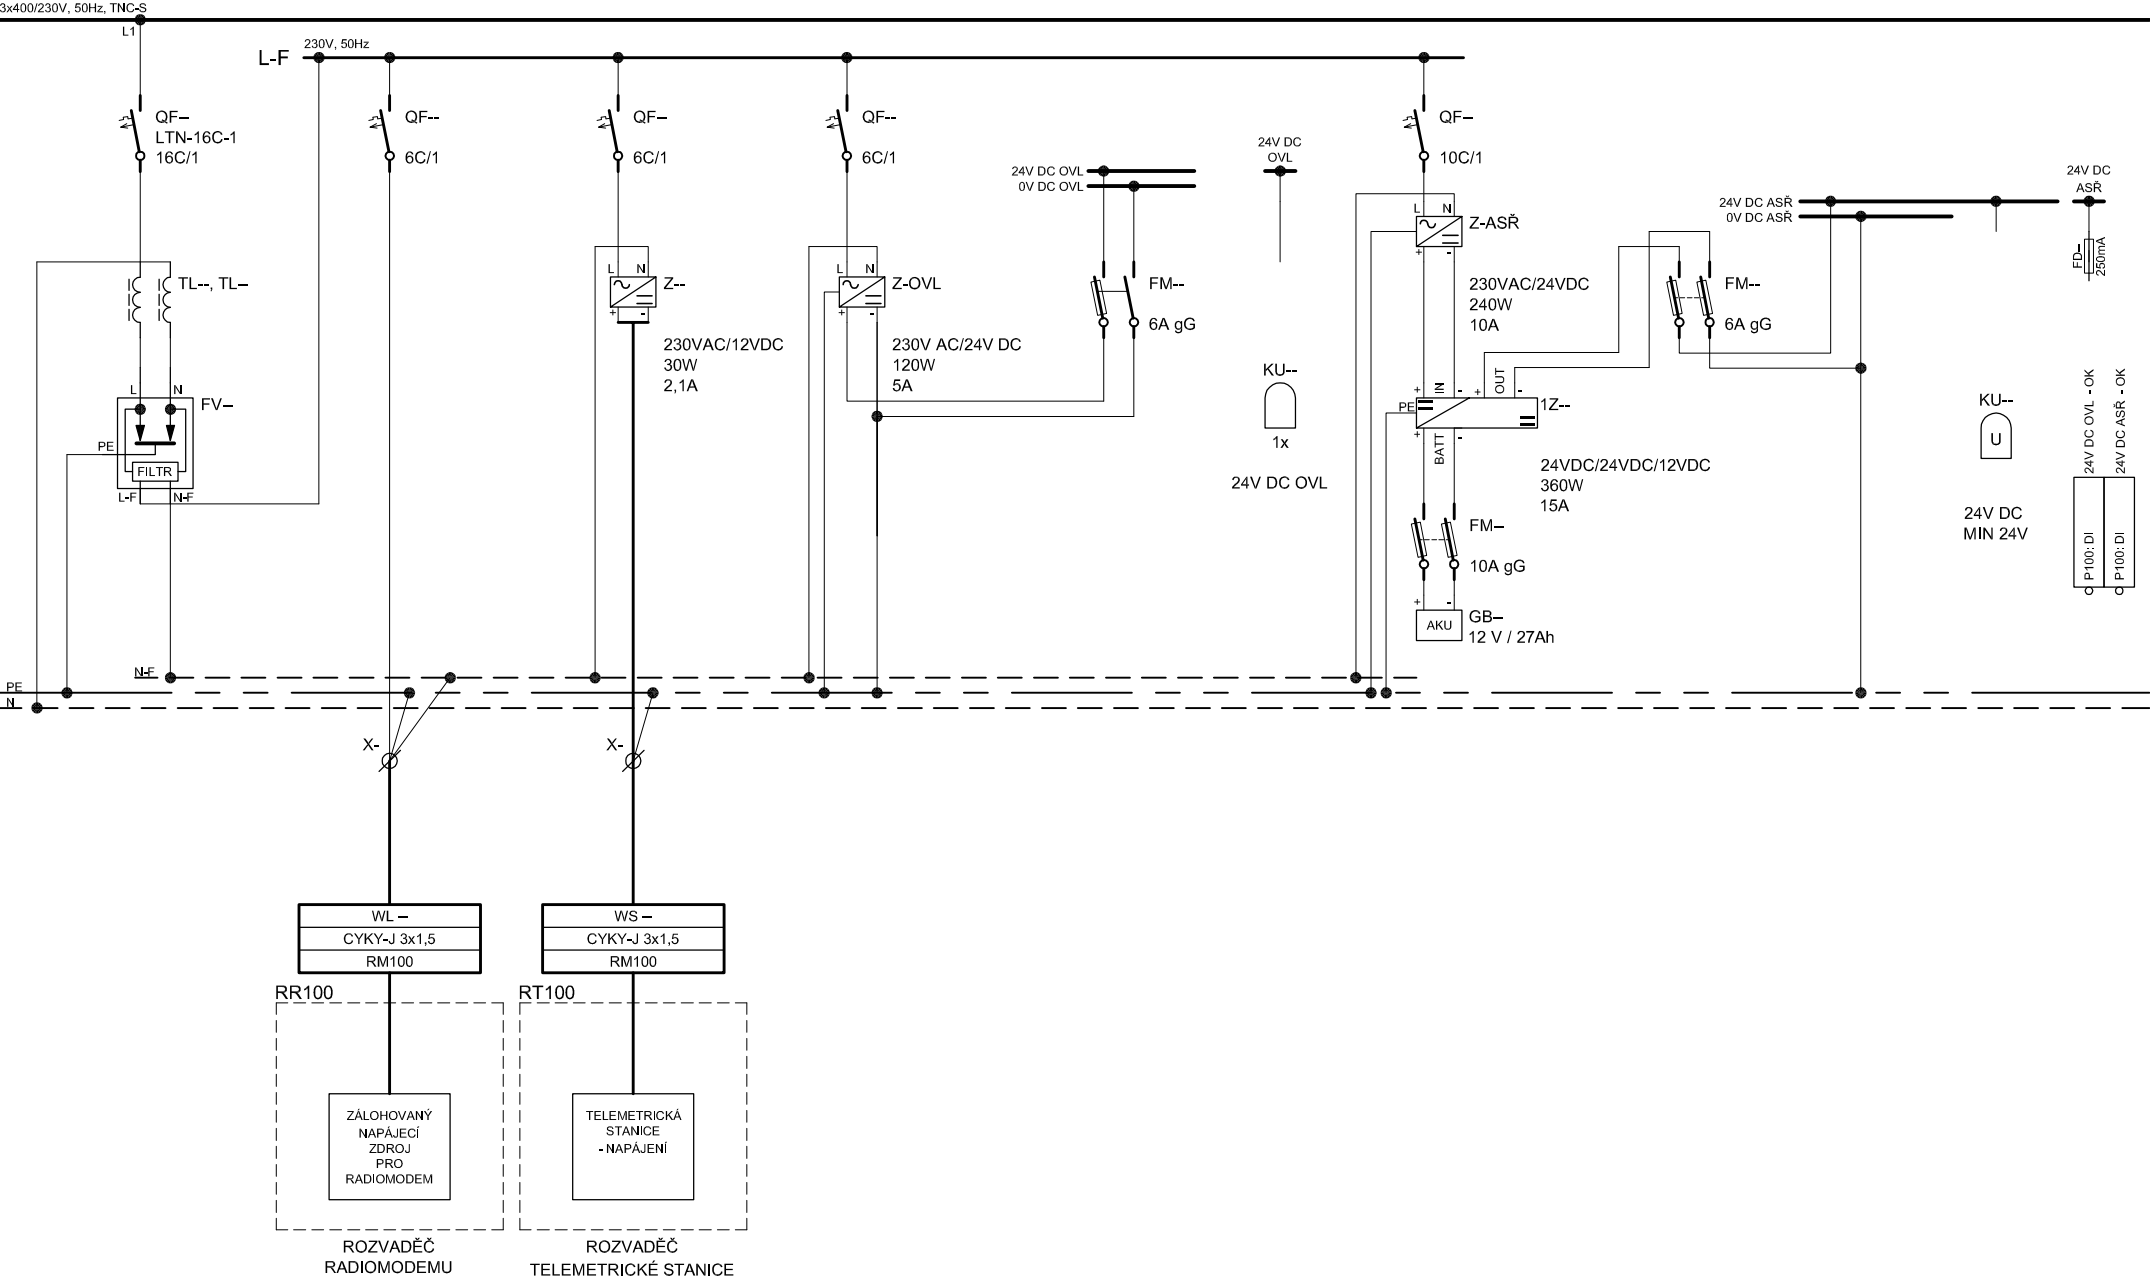 3x400/230V, 50Hz, TNC-S
L1
L-F
230V, 50Hz
QF–
LTN-16C-1
16C/1
QF--
6C/1
QF–
6C/1
QF--
6C/1
QF–
10C/1
24V DC
OVL
24V DC OVL
0V DC OVL
24V DC
ASŘ
24V DC ASŘ
0V DC ASŘ
FD–
250mA
TL--, TL–
L
N
Z--
+
-
230VAC/12VDC
30W
2,1A
L
N
Z-OVL
+
-
230V AC/24V DC
120W
5A
FM--
6A gG
L
N
Z-ASŘ
+
-
230VAC/24VDC
240W
10A
FM--
6A gG
L
N
FV–
PE
FILTR
L-F
N-F
KU--
1x
24V DC OVL
+
IN
-
+
OUT
-
PE
1Z--
+
BATT
-
24VDC/24VDC/12VDC
360W
15A
FM–
10A gG
+
-
AKU
GB–
12 V / 27Ah
KU--
U
24V DC
MIN 24V
24V DC OVL - OK
24V DC ASŘ - OK
P100: DI
P100: DI
N-F
PE
N
X-
X-
WL –
CYKY-J 3x1,5
RM100
WS –
CYKY-J 3x1,5
RM100
RR100
RT100
ZÁLOHOVANÝ
NAPÁJECÍ
ZDROJ
PRO
RADIOMODEM
TELEMETRICKÁ
STANICE
- NAPÁJENÍ
ROZVADĚČ
RADIOMODEMU
ROZVADĚČ
TELEMETRICKÉ STANICE